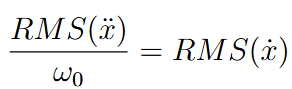 RMS(ẍ) / ω₀ = RMS(ẋ)